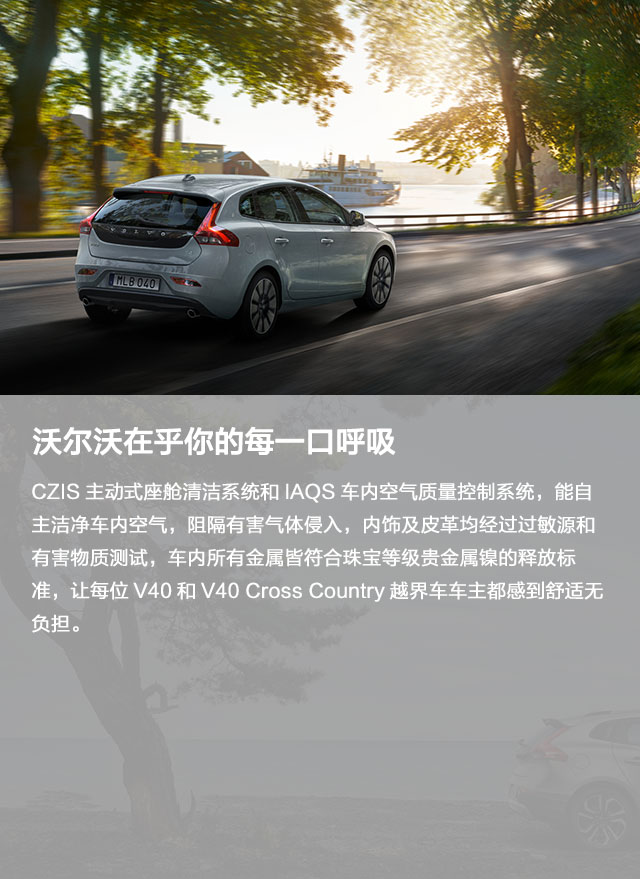 VOLVO
MLB 040
沃尔沃在乎你的每一口呼吸
CZIS 主动式座舱清洁系统和 IAQS 车内空气质量控制系统，能自
主洁净车内空气，阻隔有害气体侵入，内饰及皮革均经过过敏源和
有害物质测试，车内所有金属皆符合珠宝等级贵金属镍的释放标
准，让每位 V40 和 V40 Cross Country 越界车车主都感到舒适无
负担。